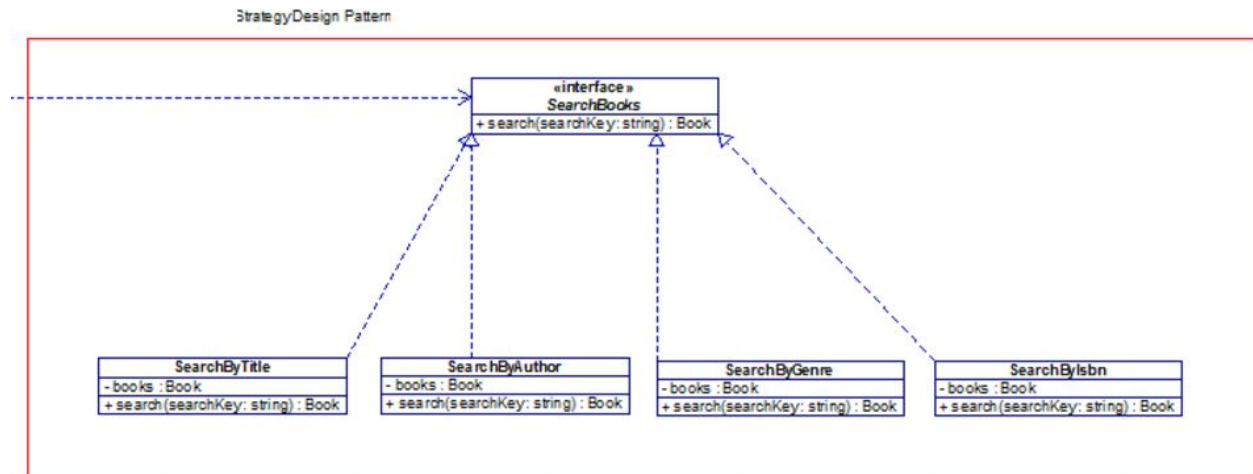 StrategyDesign Pattern
«interface»
SearchBooks
+ search(searchKey: string) : Book
SearchByTitle
- books : Book
+ search(searchKey: string) : Book
SearchByAuthor
- books : Book
+ search(searchKey: string) : Book
SearchByGenre
- books : Book
+ search(searchKey: string) : Book
SearchByIsbn
- books : Book
+ search(searchKey: string) : Book